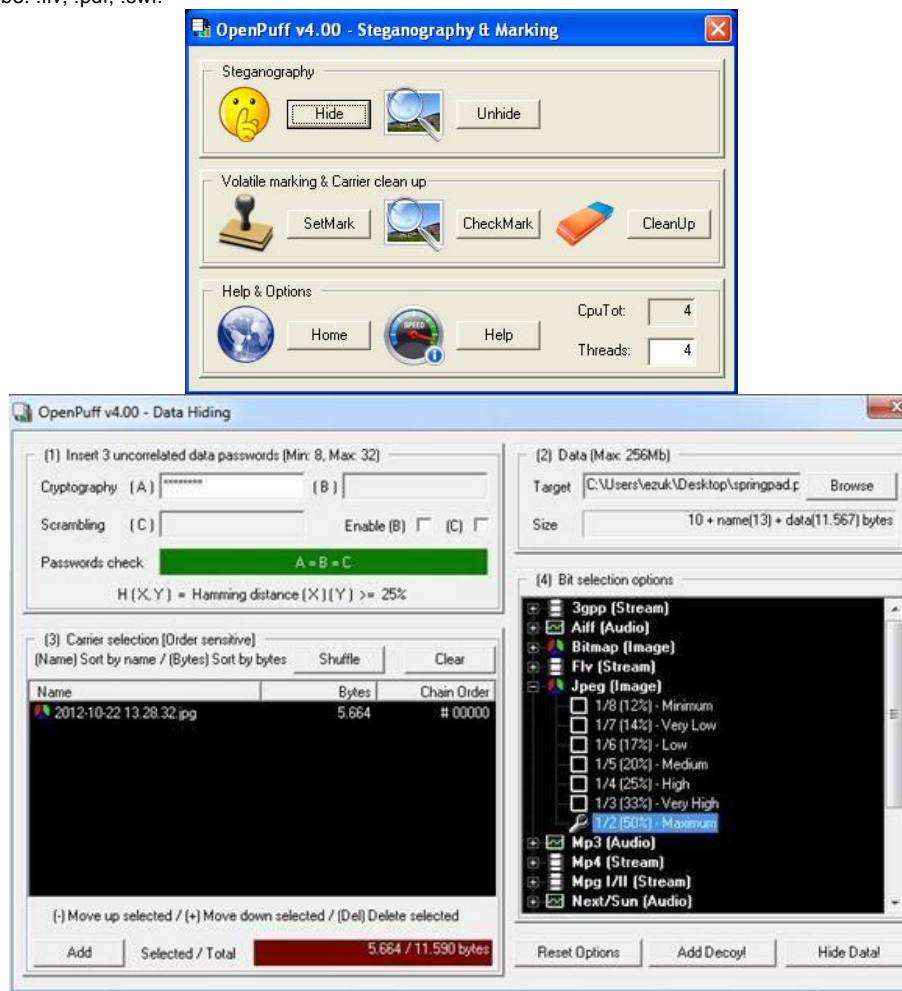 OpenPuff v4.00 - Steganography & Marking
Steganography
Hide
Unhide
Volatile marking & Carrier clean up
SetMark
CheckMark
CleanUp
Help & Options
Home
SPEED
Help
CpuTot: 4
Threads: 4
OpenPuff v4.00 - Data Hiding
(1) Insert 3 uncorrelated data passwords (Min: 8, Max: 32)
Cryptography (A) ******** (B)
Scrambling (C) Enable (B) (C)
Passwords check A = B = C
H (X, Y) = Hamming distance (X)(Y) >= 25%
(2) Data (Max: 256Mb)
Target C:\Users\ezuk\Desktop\springpad.p Browse
Size 10 + name(13) + data(11.567) bytes
(3) Carrier selection [Order sensitive]
(Name) Sort by name / (Bytes) Sort by bytes Shuffle Clear
Name Bytes Chain Order
2012-10-22 13.28.32.jpg 5.664 # 00000
(-) Move up selected / (+) Move down selected / (Del) Delete selected
Add Selected / Total 5.664 / 11.590 bytes
(4) Bit selection options
3gpp (Stream)
Aiff (Audio)
Bitmap (Image)
Flv (Stream)
Jpeg (Image)
1/8 (12%) - Minimum
1/7 (14%) - Very Low
1/6 (17%) - Low
1/5 (20%) - Medium
1/4 (25%) - High
1/3 (33%) - Very High
1/2 (50%) - Maximum
Mp3 (Audio)
Mp4 (Stream)
Mpg I/II (Stream)
Next/Sun (Audio)
Reset Options Add Decoy! Hide Data!